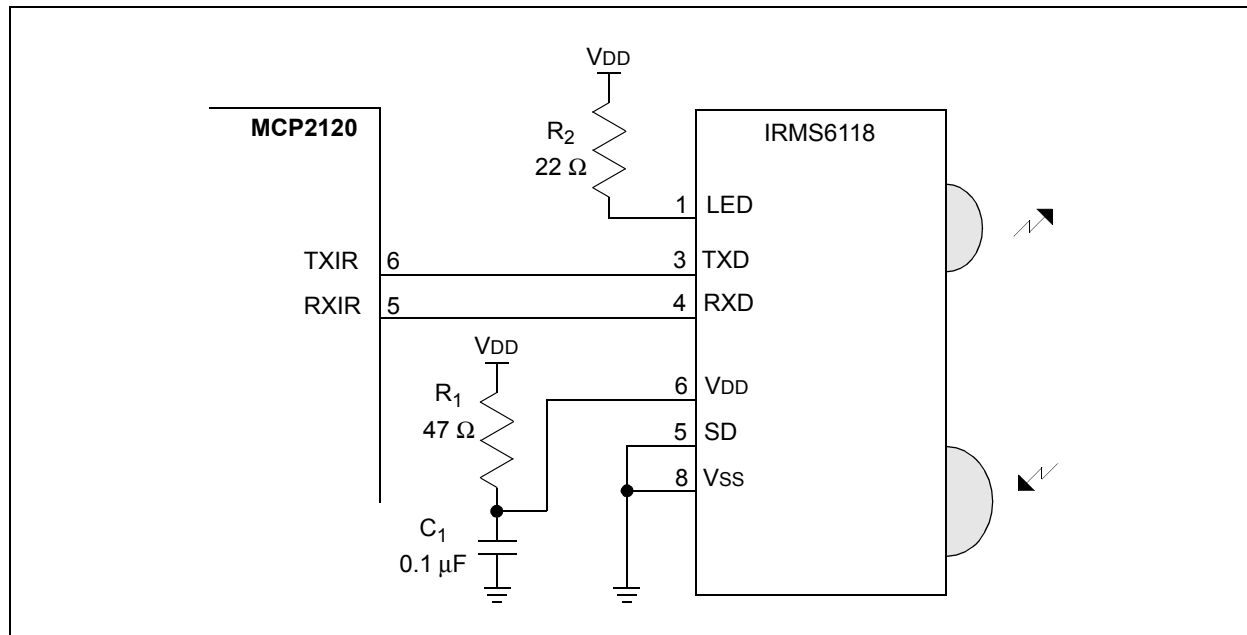 VDD
MCP2120
R2
22 Ω
IRMS6118
1 LED
TXIR 6
3 TXD
RXIR 5
4 RXD
VDD
R1
47 Ω
6 VDD
5 SD
8 VSS
C1
0.1 μF